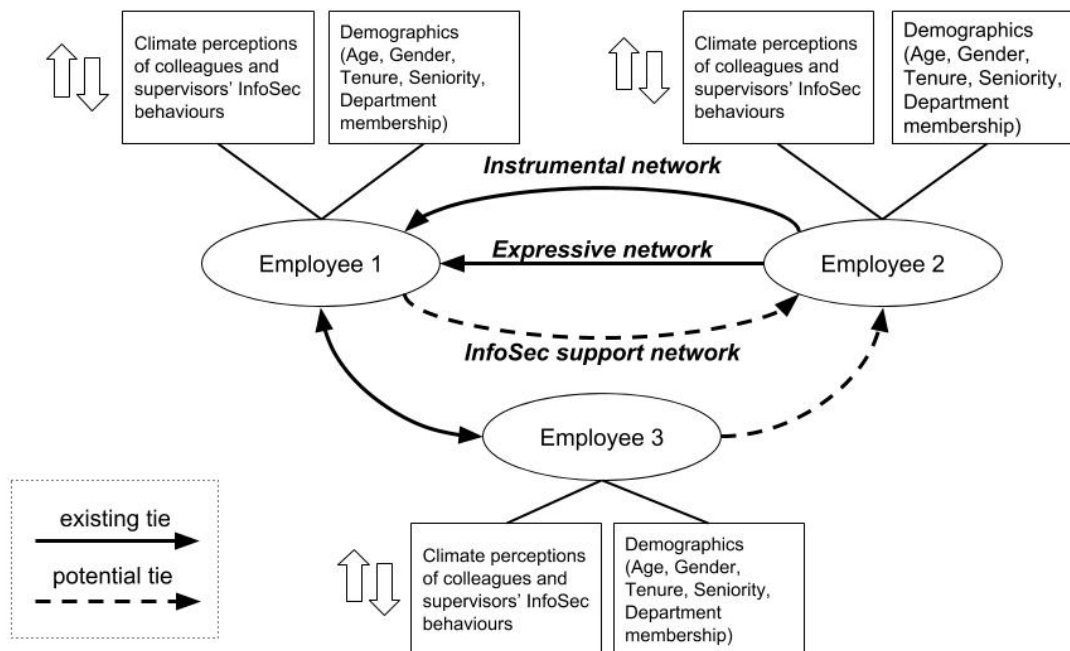 Climate perceptions
of colleagues and
supervisors' InfoSec
behaviours
Demographics
(Age, Gender,
Tenure, Seniority,
Department
membership)
Climate perceptions
of colleagues and
supervisors' InfoSec
behaviours
Demographics
(Age, Gender,
Tenure, Seniority,
Department
membership)
Instrumental network
Employee 1
Expressive network
Employee 2
InfoSec support network
Employee 3
existing tie
potential tie
Climate perceptions
of colleagues and
supervisors' InfoSec
behaviours
Demographics
(Age, Gender,
Tenure, Seniority,
Department
membership)